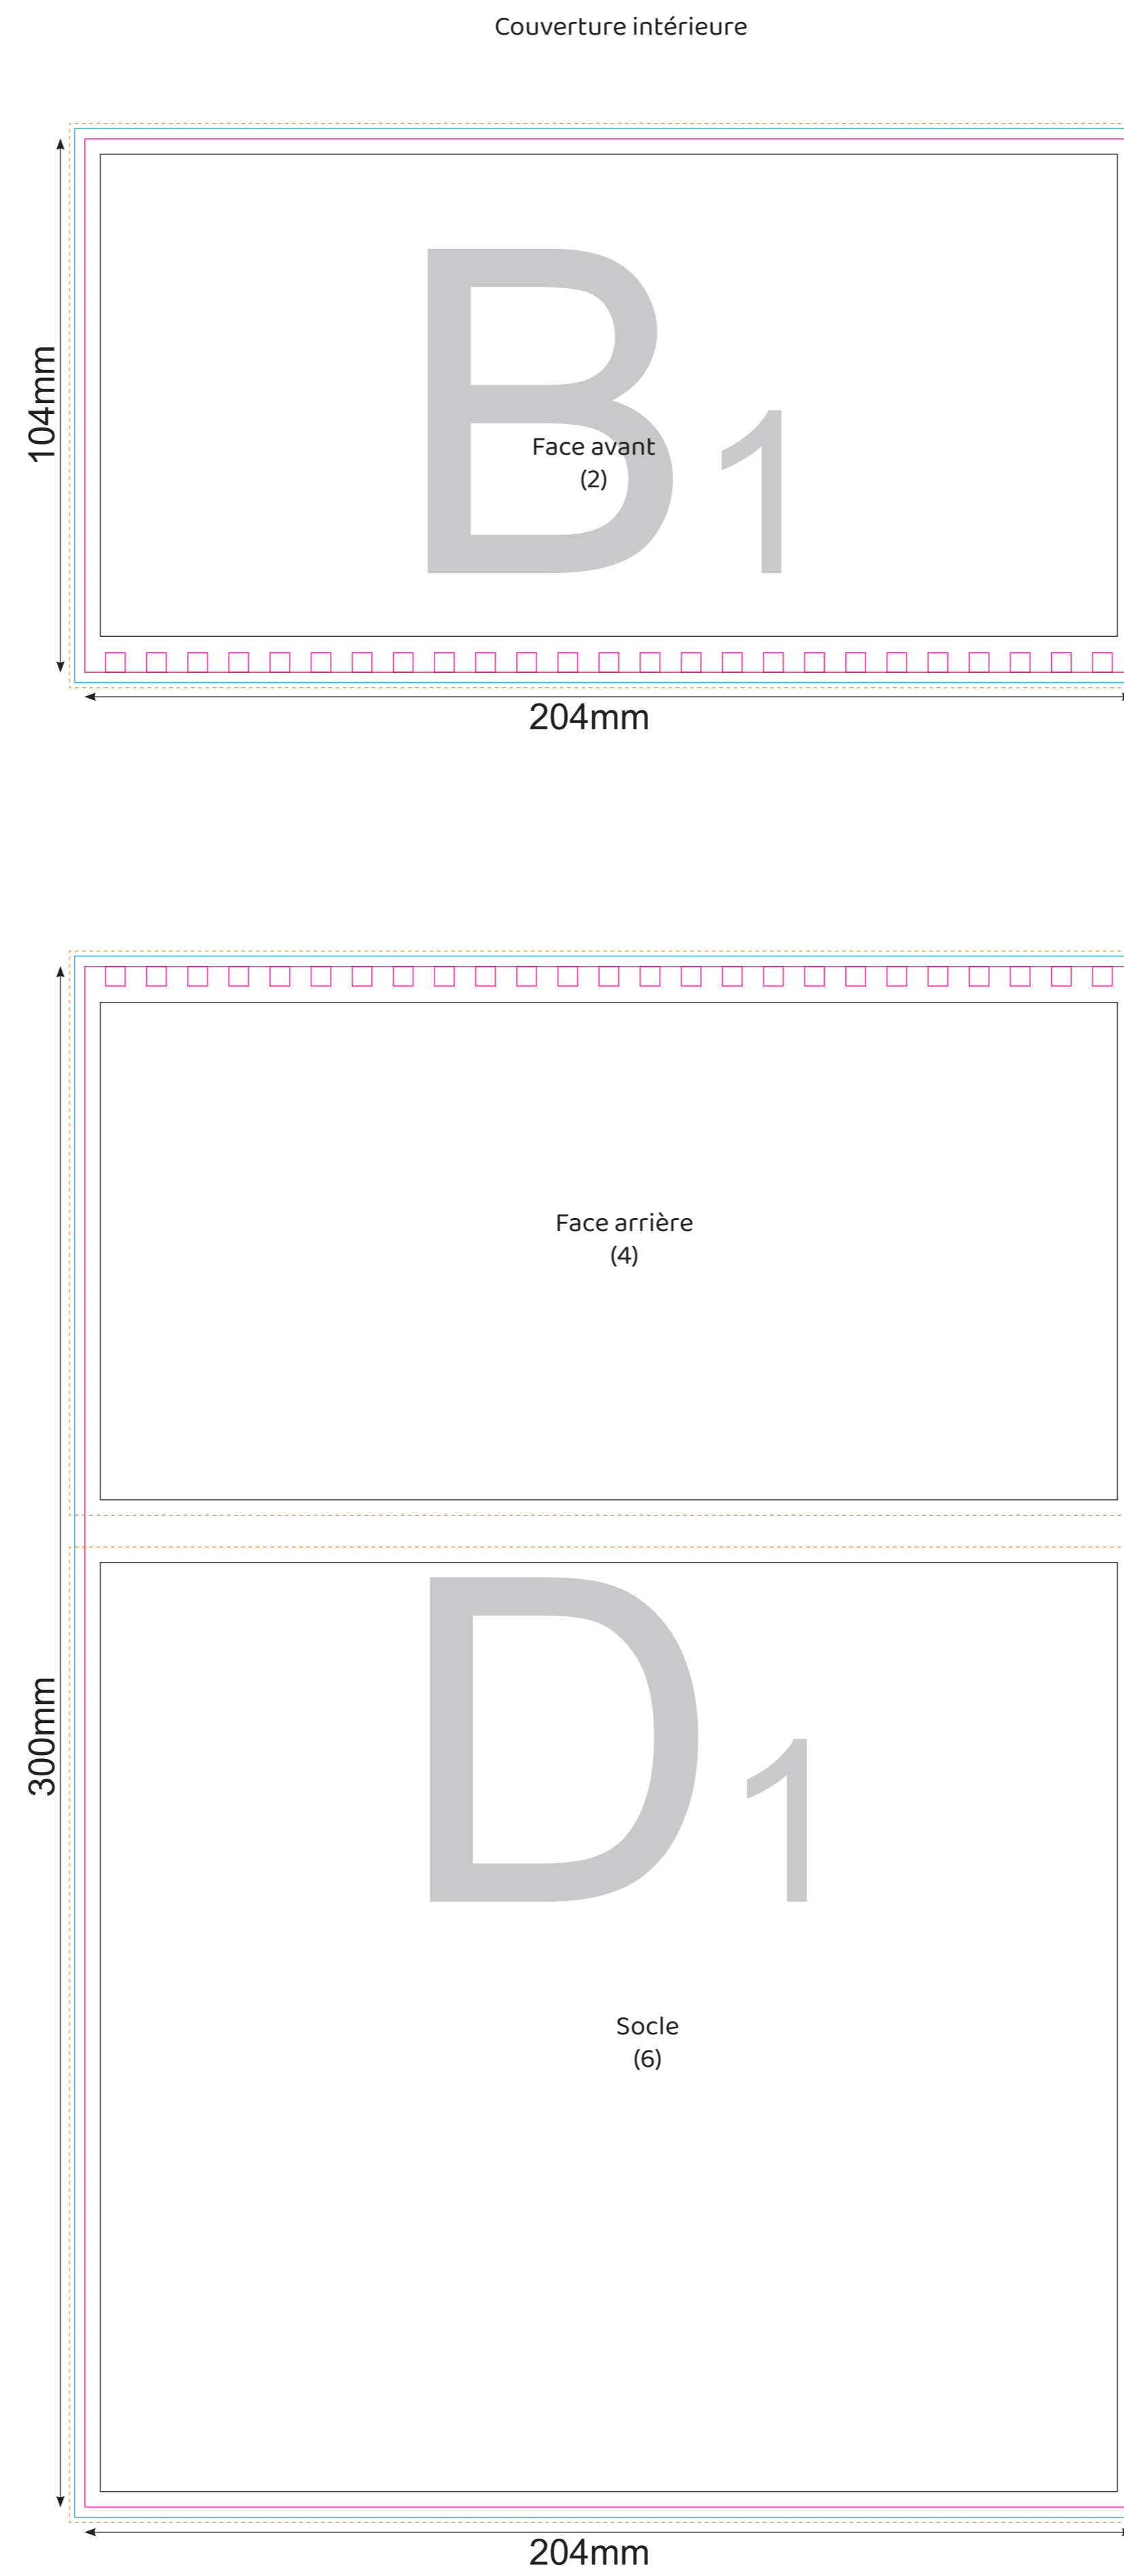 Couverture intérieure
104mm
B1
Face avant
(2)
204mm
Face arrière
(4)
300mm
D1
Socle
(6)
204mm